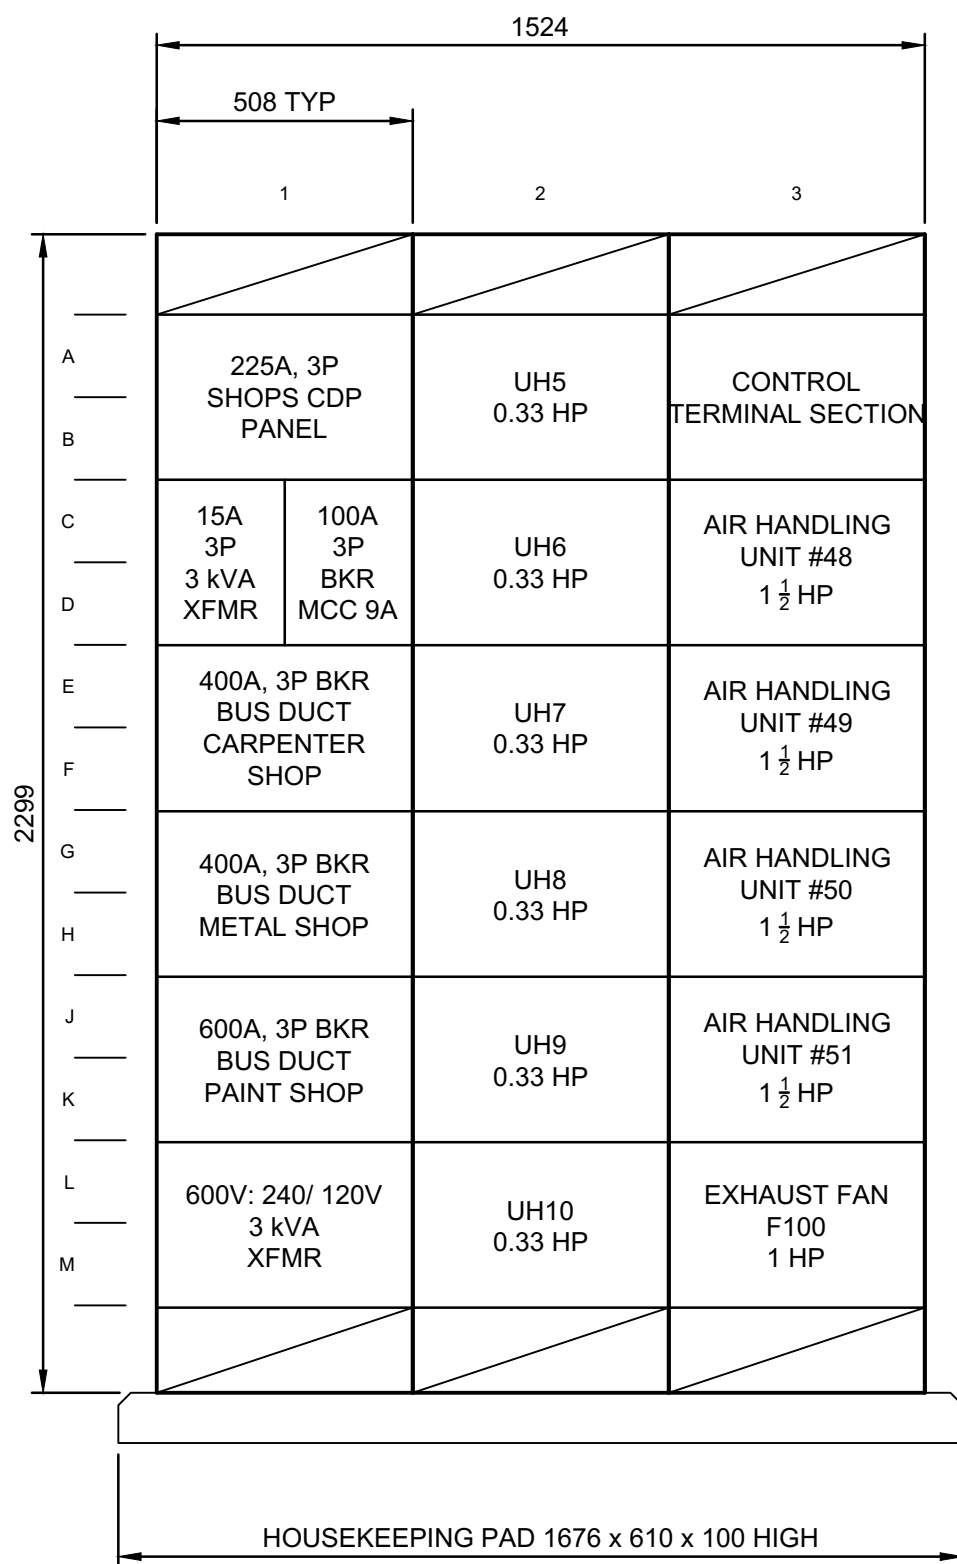 1524
508 TYP
1
2
3
2299
A
B
C
D
E
F
G
H
J
K
L
M
225A, 3P
SHOPS CDP
PANEL
UH5
0.33 HP
CONTROL
TERMINAL SECTION
15A
3P
3 kVA
XFMR
100A
3P
BKR
MCC 9A
UH6
0.33 HP
AIR HANDLING
UNIT #48
1 1/2 HP
400A, 3P BKR
BUS DUCT
CARPENTER
SHOP
UH7
0.33 HP
AIR HANDLING
UNIT #49
1 1/2 HP
400A, 3P BKR
BUS DUCT
METAL SHOP
UH8
0.33 HP
AIR HANDLING
UNIT #50
1 1/2 HP
600A, 3P BKR
BUS DUCT
PAINT SHOP
UH9
0.33 HP
AIR HANDLING
UNIT #51
1 1/2 HP
600V: 240/ 120V
3 kVA
XFMR
UH10
0.33 HP
EXHAUST FAN
F100
1 HP
HOUSEKEEPING PAD 1676 x 610 x 100 HIGH